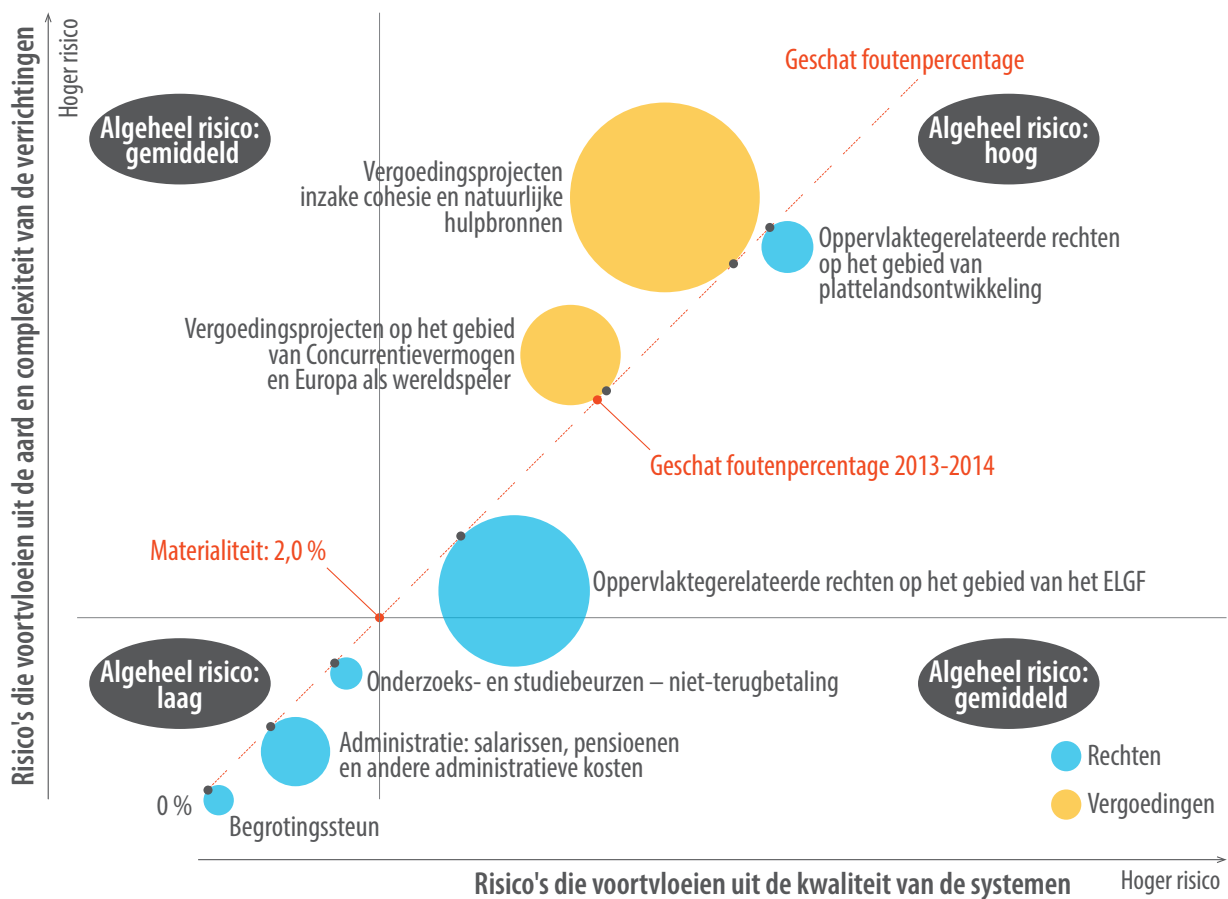 Risico's die voortvloeien uit de aard en complexiteit van de verrichtingen
Hoger risico
Geschat foutenpercentage
Algeheel risico:
gemiddeld
Algeheel risico:
hoog
Vergoedingsprojecten
inzake cohesie en natuurlijke
hulpbronnen
Oppervlaktegerelateerde rechten
op het gebied van
plattelandsontwikkeling
Vergoedingsprojecten op het gebied
van Concurrentievermogen
en Europa als wereldspeler
Geschat foutenpercentage 2013-2014
Materialiteit: 2,0 %
Oppervlaktegerelateerde rechten op het gebied van het ELGF
Algeheel risico:
laag
Onderzoeks- en studiebeurzen – niet-terugbetaling
Algeheel risico:
gemiddeld
Administratie: salarissen, pensioenen
en andere administratieve kosten
Rechten
Vergoedingen
0 %
Begrotingssteun
Risico's die voortvloeien uit de kwaliteit van de systemen
Hoger risico